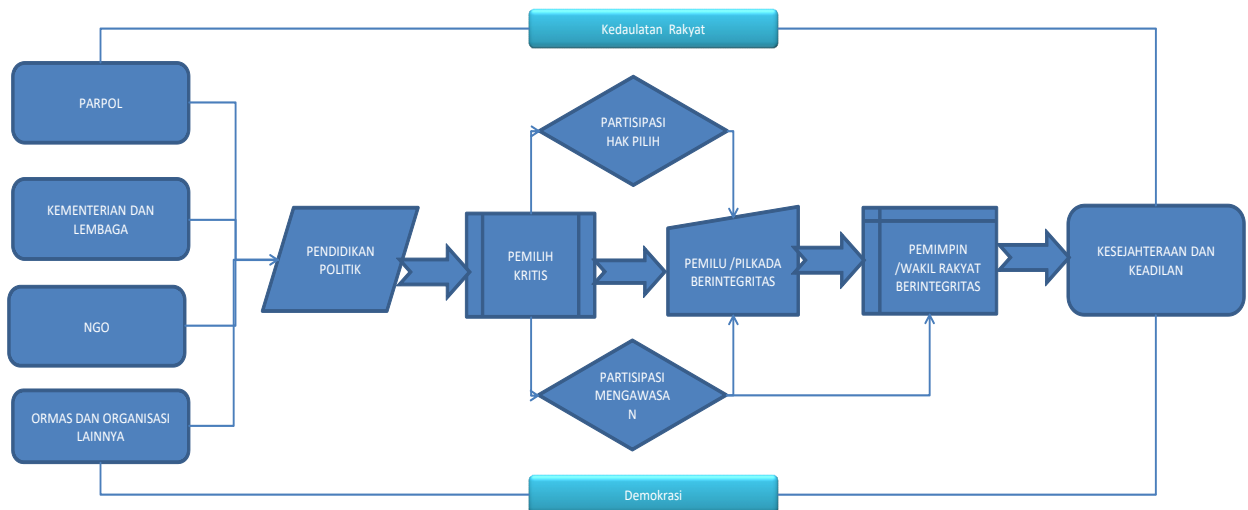 Kedaulatan Rakyat
PARPOL
KEMENTERIAN DAN
LEMBAGA
NGO
ORMAS DAN ORGANISASI
LAINNYA
PENDIDIKAN
POLITIK
PEMILIH
KRITIS
PARTISIPASI
HAK PILIH
PARTISIPASI
MENGAWASA
N
PEMILU /PILKADA
BERINTEGRITAS
PEMIMPIN
/WAKIL RAKYAT
BERINTEGRITAS
KESEJAHTERAAN DAN
KEADILAN
Demokrasi